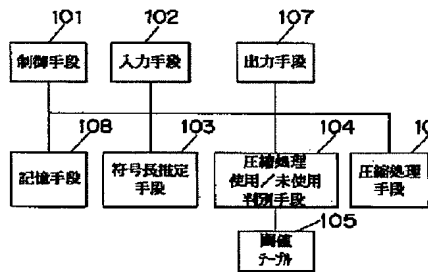 101
102
107
制御手段
入力手段
出力手段
108
103
104
10
記憶手段
符号長推定
手段
圧縮処理
使用/未使用
判別手段
圧縮処理
手段
105
閾値
テーブル